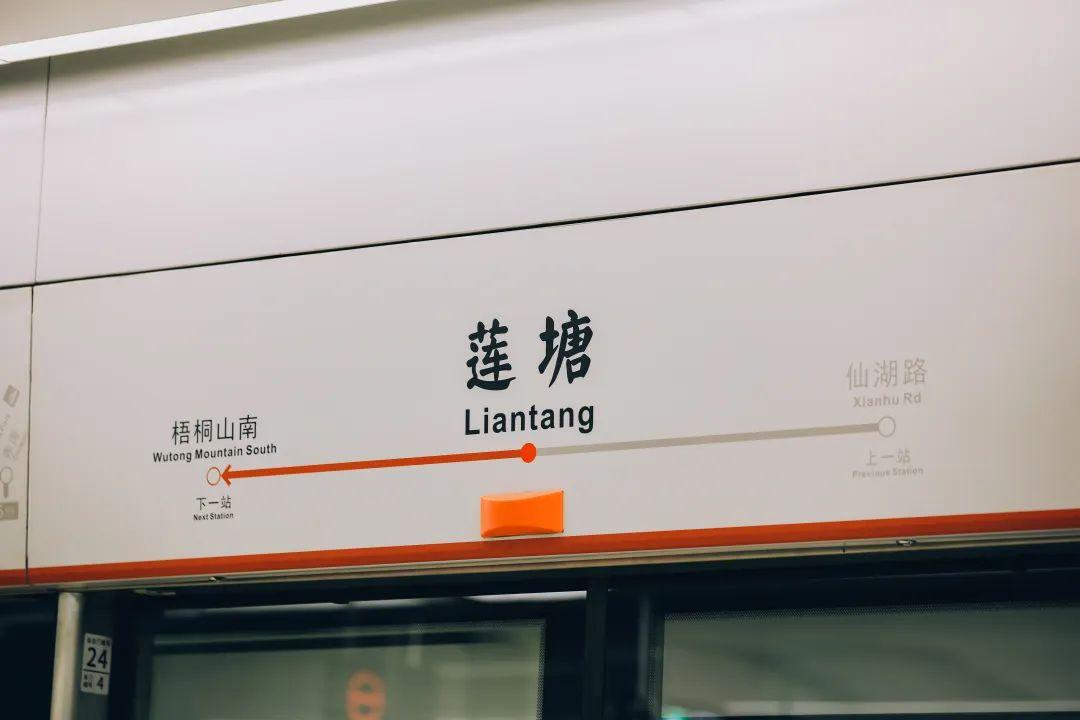 莲塘
Liantang
梧桐山南
Wutong Mountain South
下一站
Next Station
仙湖路
Xianhu Rd
上一站
Previous Station
24
4